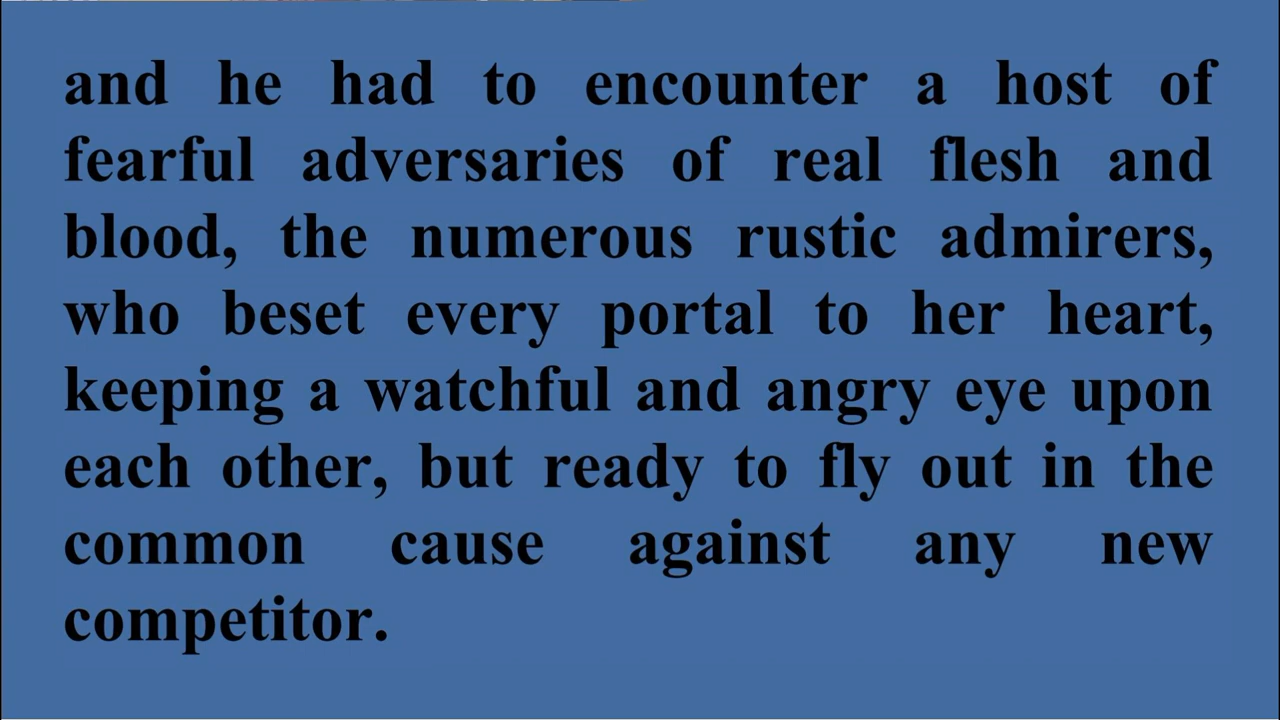 and he had to encounter a host of
fearful adversaries of real flesh and
blood, the numerous rustic admirers,
who beset every portal to her heart,
keeping a watchful and angry eye upon
each other, but ready to fly out in the
common cause against any new
competitor.